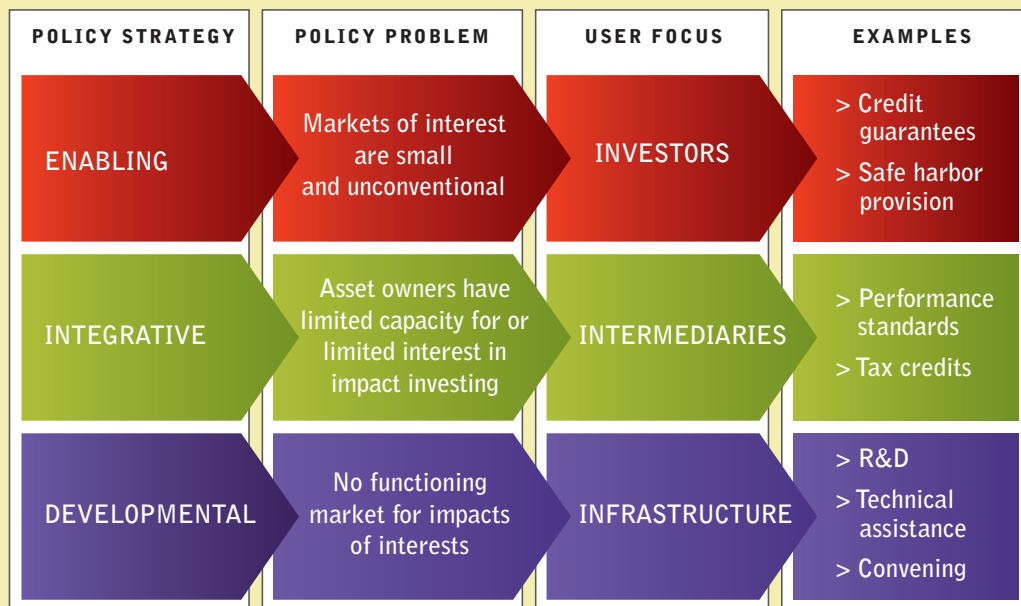 POLICY STRATEGY
POLICY PROBLEM
USER FOCUS
EXAMPLES
ENABLING
Markets of interest
are small
and unconventional
INVESTORS
> Credit
guarantees
> Safe harbor
provision
INTEGRATIVE
Asset owners have
limited capacity for or
limited interest in
impact investing
INTERMEDIARIES
> Performance
standards
> Tax credits
DEVELOPMENTAL
No functioning
market for impacts
of interests
INFRASTRUCTURE
> R&D
> Technical
assistance
> Convening